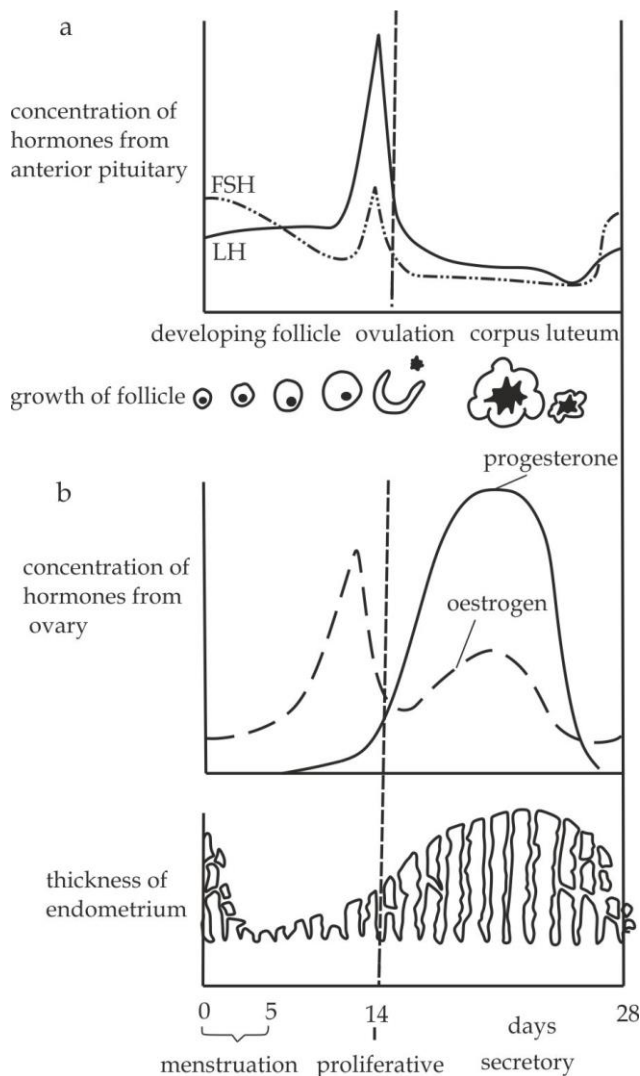 a
concentration of
hormones from
anterior pituitary
FSH
LH
developing follicle ovulation corpus luteum
growth of follicle
progesterone
b
concentration of
hormones from
ovary
oestrogen
thickness of
endometrium
0 5 14 days 28
menstruation proliferative secretory